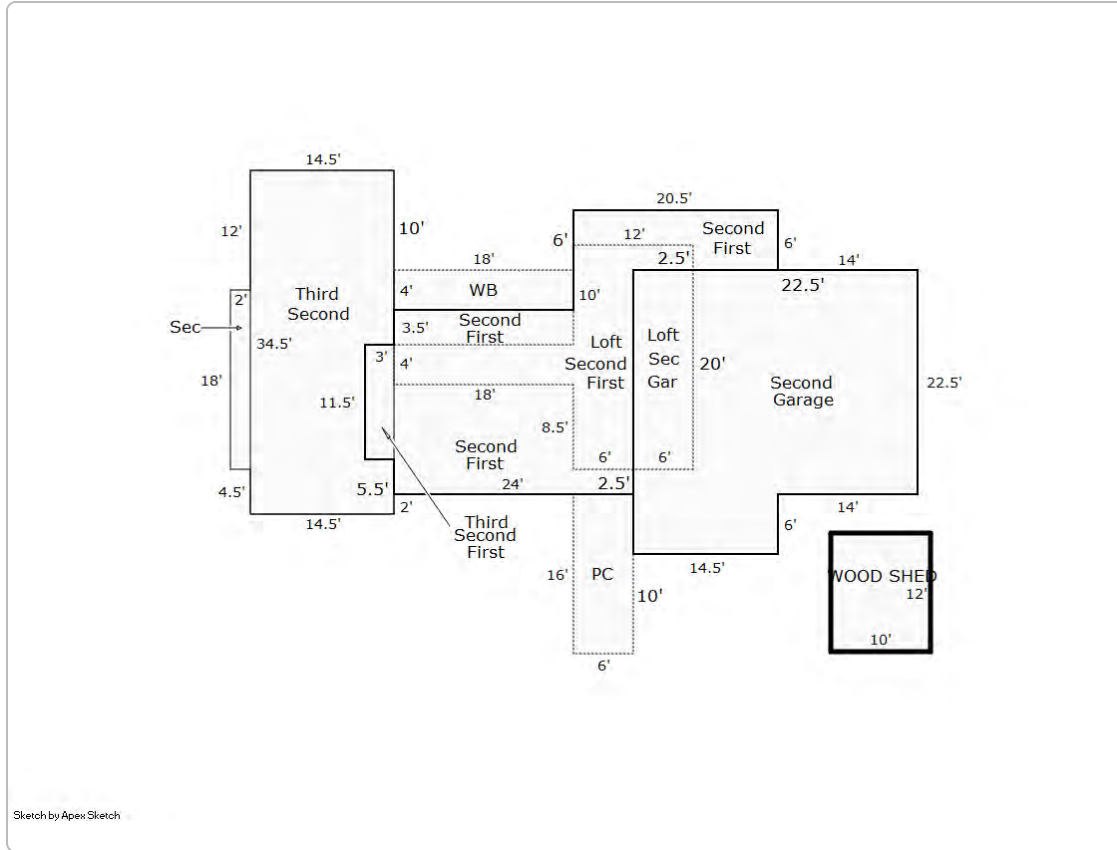 14.5'
20.5'
12'
10'
6'
12'
Second
First
6'
18'
2.5'
14'
22.5'
2'
4'
WB
10'
Third
Second
Sec
3.5'
Second
First
34.5'
3'
4'
Loft
Second
First
Loft
Sec
Gar
20'
18'
11.5'
18'
Second
Garage
22.5'
8.5'
Second
First
6'
6'
4.5'
5.5'
24'
2.5'
14.5'
2'
14'
6'
Third
Second
First
16'
PC
10'
14.5'
WOOD SHED
12'
10'
6'
Sketch by Apex Sketch